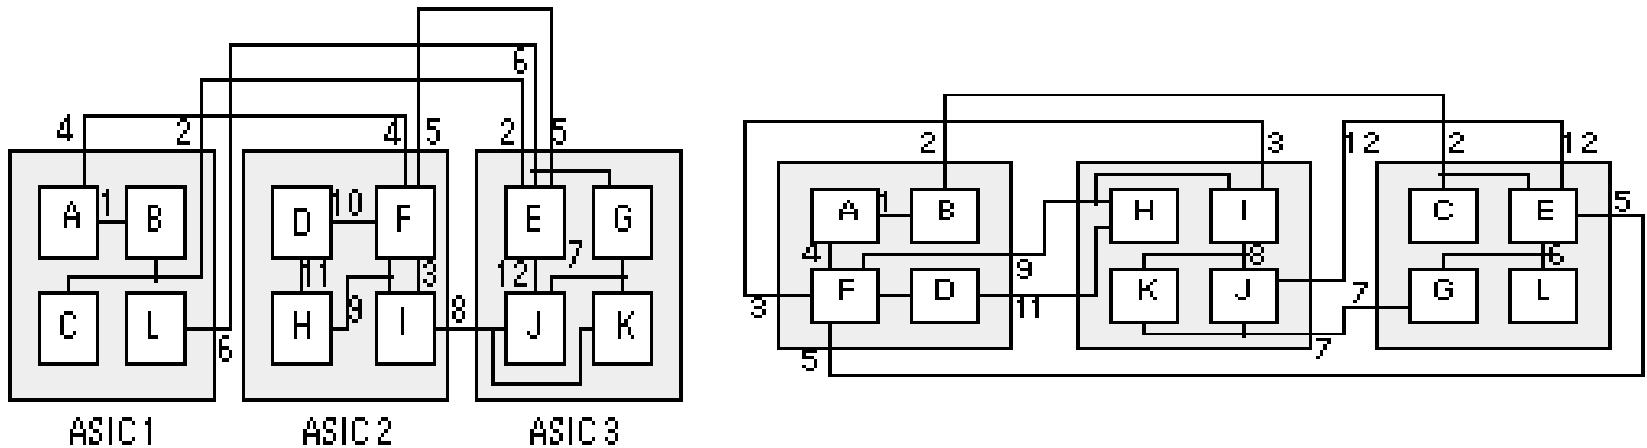 6
4 2 4 5 2 5
A 1 B D 10 F E G
11 9 3 12 7
C L H I 8 J K
6
ASIC 1 ASIC 2 ASIC 3
2 3 12 2 12
A 1 B H I C E 5
4 9 8 6
F D K J G L
3 11 7
5 7